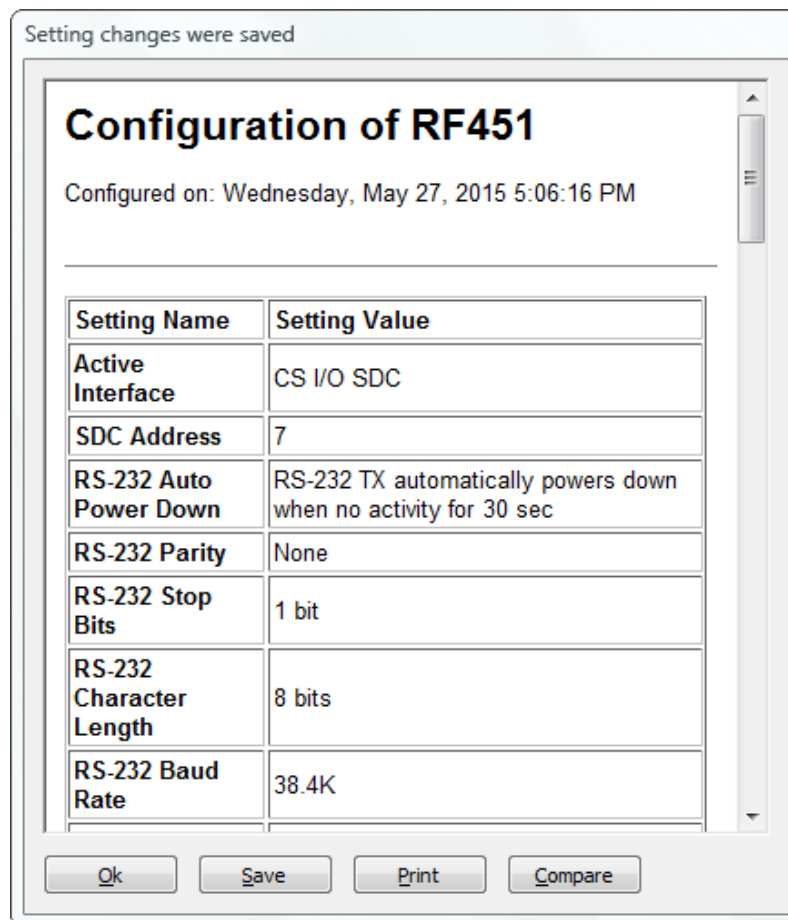 Setting changes were saved
Configuration of RF451
Configured on: Wednesday, May 27, 2015 5:06:16 PM
Setting Name
Setting Value
Active
Interface
CS I/O SDC
SDC Address
7
RS-232 Auto
Power Down
RS-232 TX automatically powers down
when no activity for 30 sec
RS-232 Parity
None
RS-232 Stop
Bits
1 bit
RS-232
Character
Length
8 bits
RS-232 Baud
Rate
38.4K
Ok
Save
Print
Compare